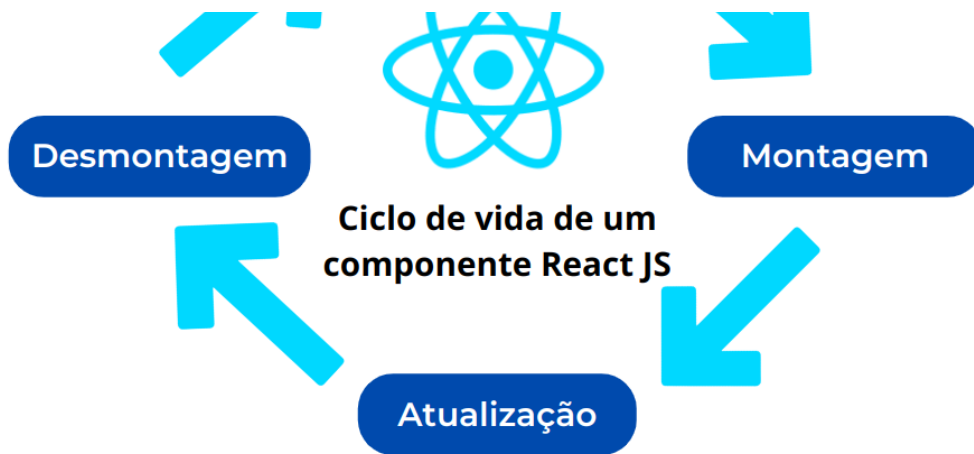 Desmontagem
Montagem
Ciclo de vida de um
componente React JS
Atualização